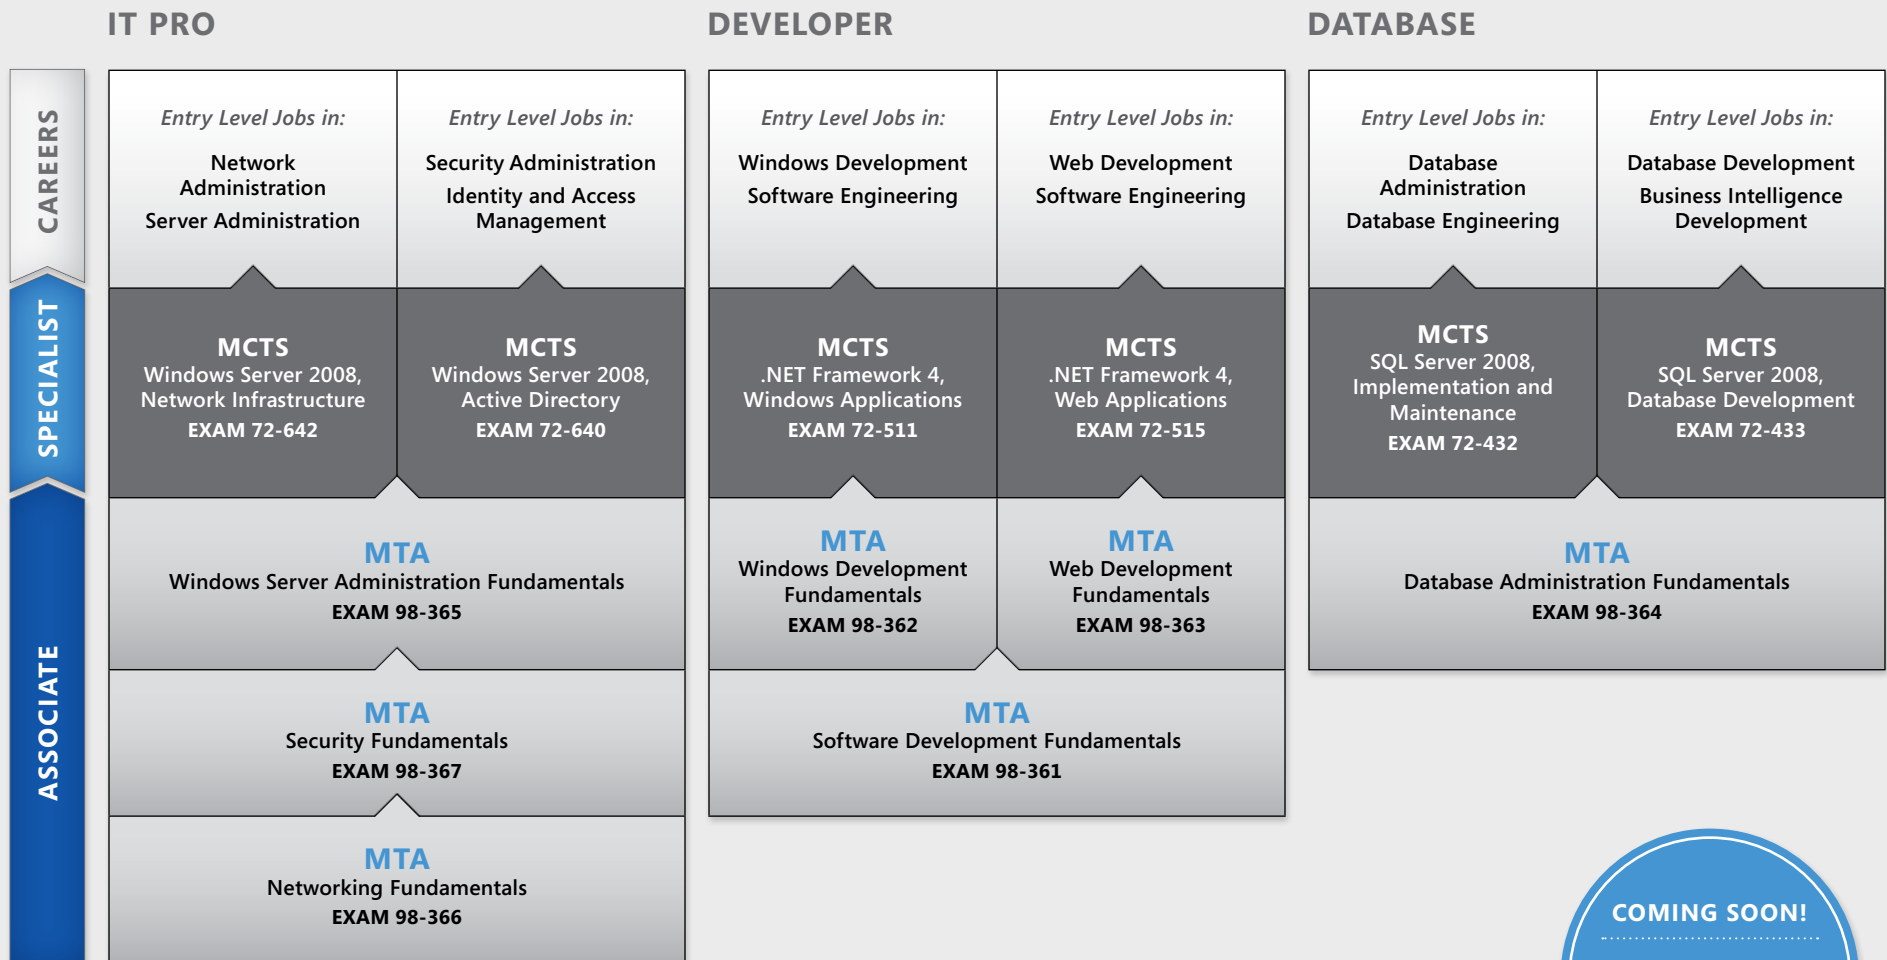 IT PRO
DEVELOPER
DATABASE
CAREERS
SPECIALIST
ASSOCIATE
Entry Level Jobs in:
Network
Administration
Server Administration
Entry Level Jobs in:
Security Administration
Identity and Access
Management
MCTS
Windows Server 2008,
Network Infrastructure
EXAM 72-642
MCTS
Windows Server 2008,
Active Directory
EXAM 72-640
MTA
Windows Server Administration Fundamentals
EXAM 98-365
MTA
Security Fundamentals
EXAM 98-367
MTA
Networking Fundamentals
EXAM 98-366
Entry Level Jobs in:
Windows Development
Software Engineering
Entry Level Jobs in:
Web Development
Software Engineering
MCTS
.NET Framework 4,
Windows Applications
EXAM 72-511
MCTS
.NET Framework 4,
Web Applications
EXAM 72-515
MTA
Windows Development
Fundamentals
EXAM 98-362
MTA
Web Development
Fundamentals
EXAM 98-363
MTA
Software Development Fundamentals
EXAM 98-361
Entry Level Jobs in:
Database
Administration
Database Engineering
Entry Level Jobs in:
Database Development
Business Intelligence
Development
MCTS
SQL Server 2008,
Implementation and
Maintenance
EXAM 72-432
MCTS
SQL Server 2008,
Database Development
EXAM 72-433
MTA
Database Administration Fundamentals
EXAM 98-364
COMING SOON!